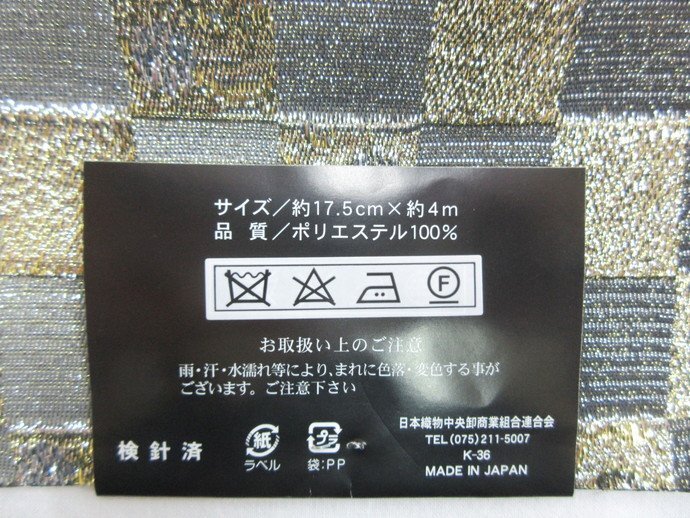 サイズ/約17.5cm×約4m
品 質/ポリエステル100%
F
お取扱い上のご注意
雨・汗・水濡れ等により、まれに色落・変色する事が
ございます。ご注意下さい
検針済
紙
ラベル
プラ
袋:PP
日本織物中央卸商業組合連合会
TEL (075) 211-5007
K-36
MADE IN JAPAN